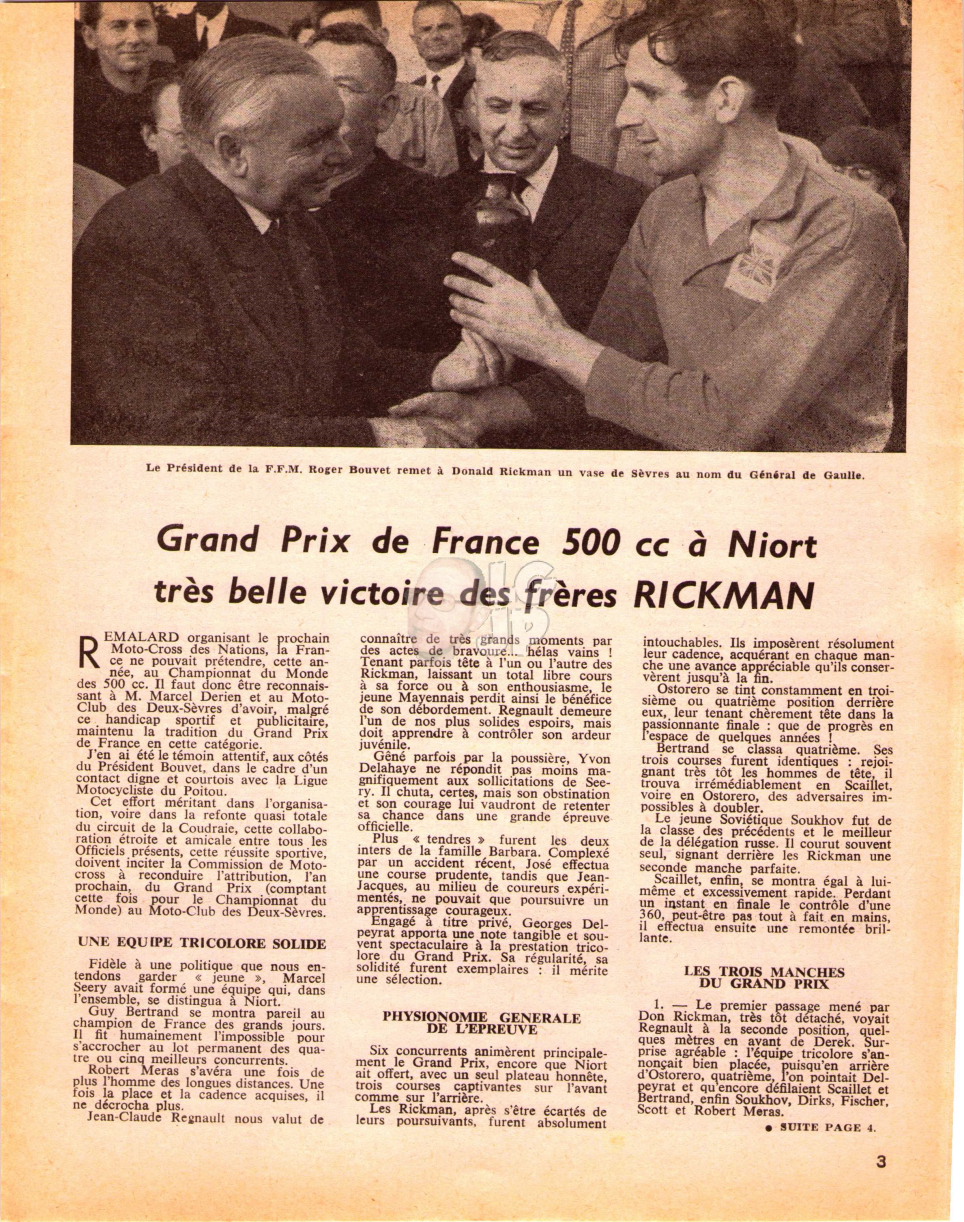 Le Président de la F.F.M. Roger Bouvet remet à Donald Rickman un vase de Sèvres au nom du Général de Gaulle.
Grand Prix de France 500 cc à Niort
très belle victoire des frères RICKMAN
REMALARD organisant le prochain
Moto-Cross des Nations, la Fran-
ce ne pouvait prétendre, cette an-
née, au Championnat du Monde
des 500 cc. Il faut donc être reconnais-
sant à M. Marcel Derien et au Moto-
Club des Deux-Sèvres d'avoir, malgré
ce handicap sportif et publicitaire,
maintenu la tradition du Grand Prix
de France en cette catégorie.
J'en ai été le témoin attentif, aux côtés
du Président Bouvet, dans le cadre d'un
contact digne et courtois avec la Ligue
Motocycliste du Poitou.
Cet effort méritant dans l'organisa-
tion, voire dans la refonte quasi totale
du circuit de la Coudraie, cette collabo-
ration étroite et amicale entre tous les
Officiels présents, cette réussite sportive,
doivent inciter la Commission de Moto-
cross à reconduire l'attribution, l'an
prochain, du Grand Prix (comptant
cette fois pour le Championnat du
Monde) au Moto-Club des Deux-Sèvres.
UNE EQUIPE TRICOLORE SOLIDE
Fidèle à une politique que nous en-
tendons garder « jeune », Marcel
Seery avait formé une équipe qui, dans
l'ensemble, se distingua à Niort.
Guy Bertrand se montra pareil au
champion de France des grands jours.
Il fit humainement l'impossible pour
s'accrocher au lot permanent des qua-
tre ou cinq meilleurs concurrents.
Robert Meras s'avéra une fois de
plus l'homme des longues distances. Une
fois la place et la cadence acquises, il
ne décrocha plus.
Jean-Claude Regnault nous valut de
connaître de très grands moments par
des actes de bravoure... hélas vains !
Tenant parfois tête à l'un ou l'autre des
Rickman, laissant un total libre cours
à sa force ou à son enthousiasme, le
jeune Mayennais perdit ainsi le bénéfice
de son débordement. Regnault demeure
l'un de nos plus solides espoirs, mais
doit apprendre à contrôler son ardeur
juvénile.
Gêné parfois par la poussière, Yvon
Delahaye ne répondit pas moins ma-
gnifiquement aux sollicitations de See-
ry. Il chuta, certes, mais son obstination
et son courage lui vaudront de retenter
sa chance dans une grande épreuve
officielle.
Plus « tendres » furent les deux
inters de la famille Barbara. Complexé
par un accident récent, José effectua
une course prudente, tandis que Jean-
Jacques, au milieu de coureurs expéri-
mentés, ne pouvait que poursuivre un
apprentissage courageux.
Engagé à titre privé, Georges Del-
peyrat apporta une note tangible et sou-
vent spectaculaire à la prestation trico-
lore du Grand Prix. Sa régularité, sa
solidité furent exemplaires : il mérite
une sélection.
PHYSIONOMIE GENERALE
DE L'EPREUVE
Six concurrents animèrent principale-
ment le Grand Prix, encore que Niort
ait offert, avec un seul plateau honnête,
trois courses captivantes sur l'avant
comme sur l'arrière.
Les Rickman, après s'être écartés de
leurs poursuivants, furent absolument
intouchables. Ils imposèrent résolument
leur cadence, acquérant en chaque man-
che une avance appréciable qu'ils conser-
vèrent jusqu'à la fin.
Ostorero se tint constamment en troi-
sième ou quatrième position derrière
eux, leur tenant chèrement tête dans la
passionnante finale : que de progrès en
l'espace de quelques années !
Bertrand se classa quatrième. Ses
trois courses furent identiques : rejoi-
gnant très tôt les hommes de tête, il
trouva irrémédiablement en Scaillet,
voire en Ostorero, des adversaires im-
possibles à doubler.
Le jeune Soviétique Soukhov fut de
la classe des précédents et le meilleur
de la délégation russe. Il courut souvent
seul, signant derrière les Rickman une
seconde manche parfaite.
Scaillet, enfin, se montra égal à lui-
même et excessivement rapide. Perdant
un instant en finale le contrôle d'une
360, peut-être pas tout à fait en mains,
il effectua ensuite une remontée bril-
lante.
LES TROIS MANCHES
DU GRAND PRIX
1. — Le premier passage mené par
Don Rickman, très tôt détaché, voyait
Regnault à la seconde position, quel-
ques mètres en avant de Derek. Sur-
prise agréable : l'équipe tricolore s'an-
nonçait bien placée, puisqu'en arrière
d'Ostorero, quatrième, l'on pointait Del-
peyrat et qu'encore défilaient Scaillet et
Bertrand, enfin Soukhov, Dirks, Fischer,
Scott et Robert Meras.
● SUITE PAGE 4.
3